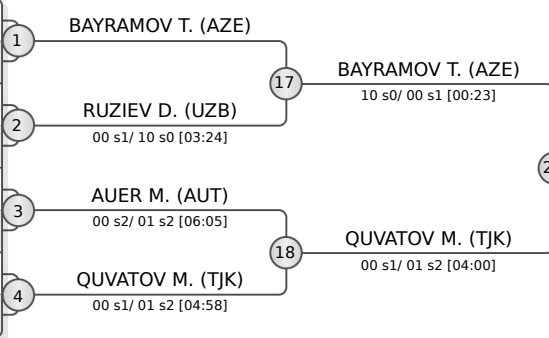 1
BAYRAMOV T. (AZE)
17
BAYRAMOV T. (AZE)
10 s0/ 00 s1 [00:23]
2
RUZIEV D. (UZB)
00 s1/ 10 s0 [03:24]
3
AUER M. (AUT)
00 s2/ 01 s2 [06:05]
18
QUVATOV M. (TJK)
00 s1/ 01 s2 [04:00]
4
QUVATOV M. (TJK)
00 s1/ 01 s2 [04:58]